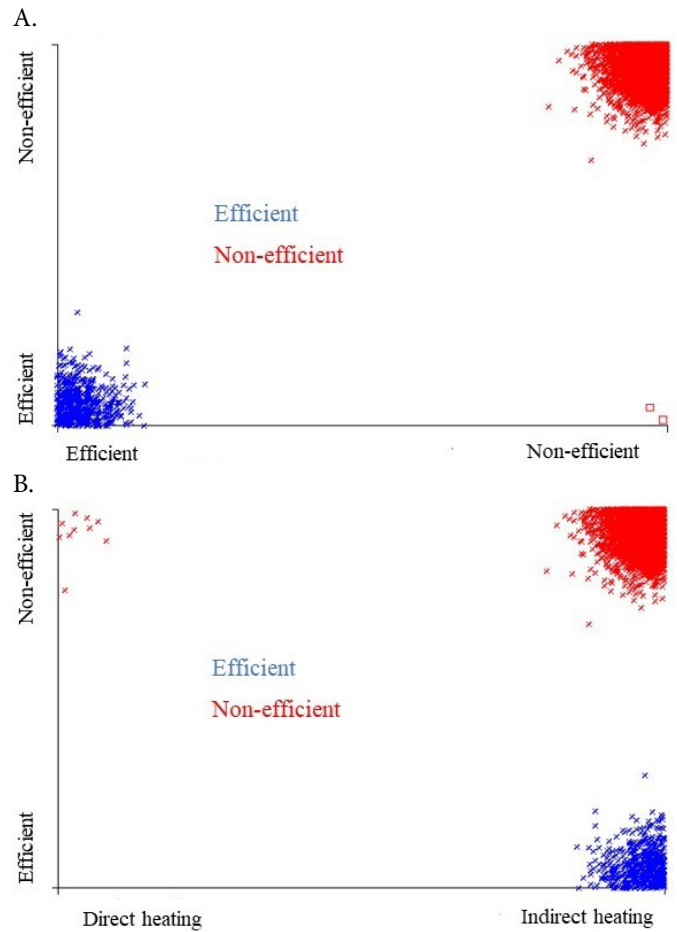 A.
Non-efficient
Efficient
Non-efficient
Efficient
Efficient
Non-efficient
B.
Non-efficient
Efficient
Non-efficient
Efficient
Direct heating
Indirect heating